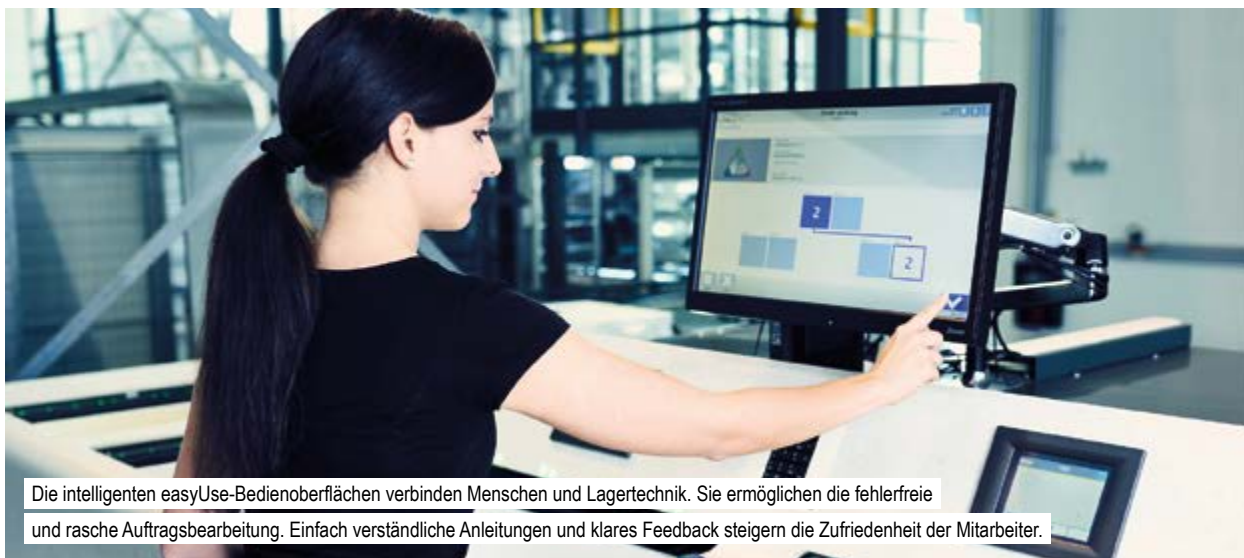 2
2
Die intelligenten easyUse-Bedienoberflächen verbinden Menschen und Lagertechnik. Sie ermöglichen die fehlerfreie
und rasche Auftragsbearbeitung. Einfach verständliche Anleitungen und klares Feedback steigern die Zufriedenheit der Mitarbeiter.